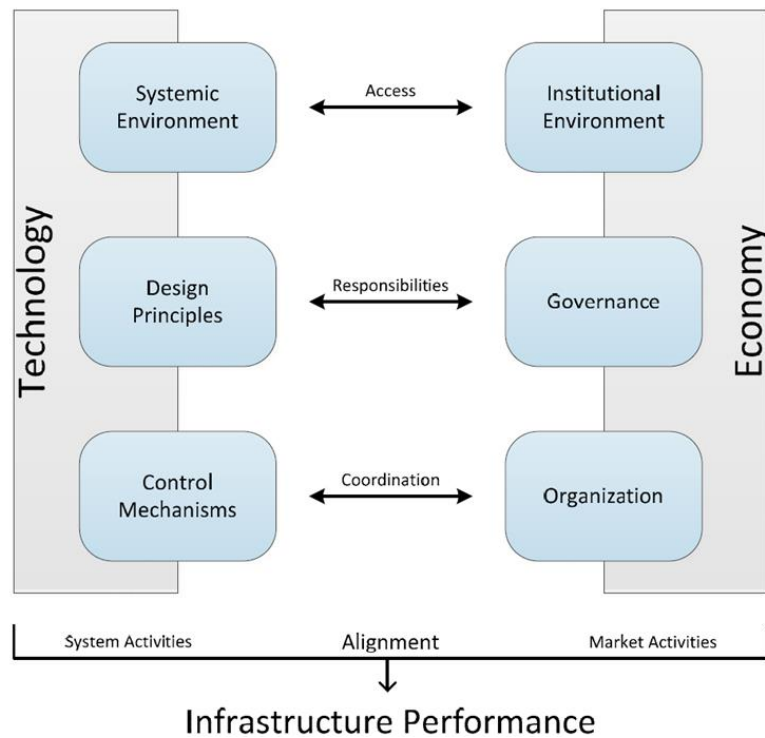 Technology
Economy
Systemic
Environment
Access
Institutional
Environment
Design
Principles
Responsibilities
Governance
Control
Mechanisms
Coordination
Organization
System Activities
Alignment
Market Activities
Infrastructure Performance